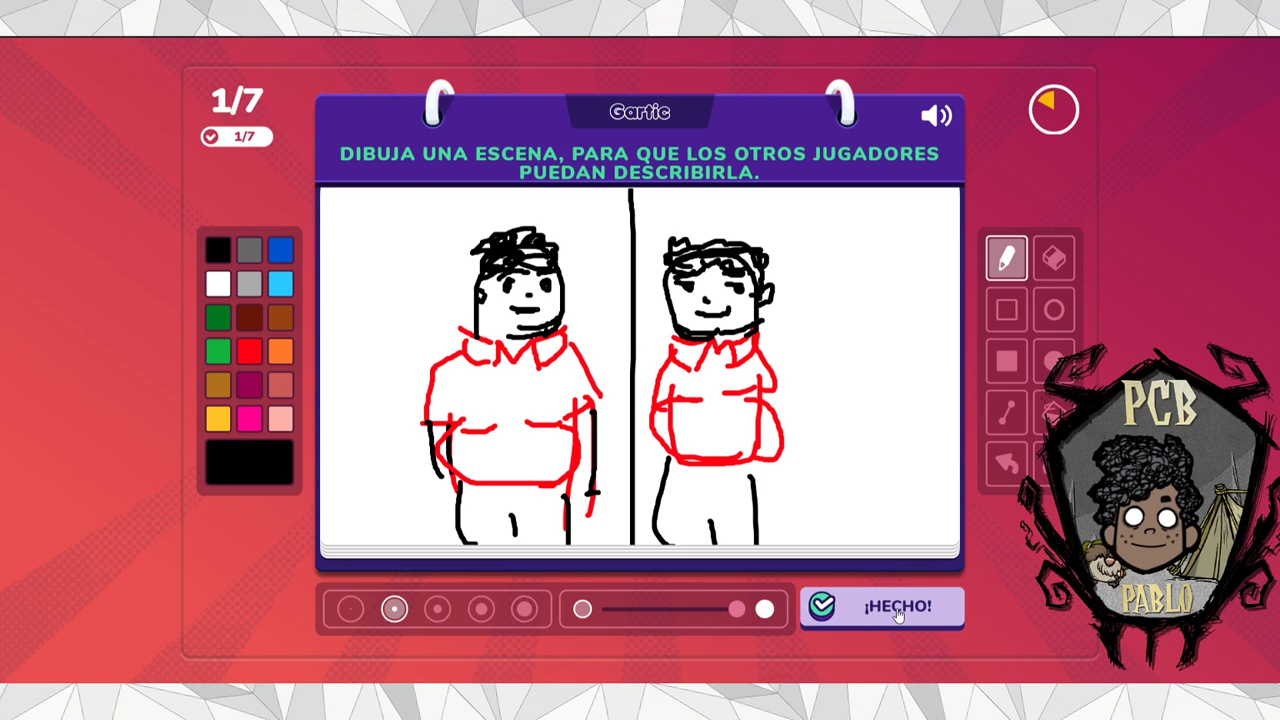 1/7
1/7
Gartic
DIBUJA UNA ESCENA, PARA QUE LOS OTROS JUGADORES
PUEDAN DESCRIBIRLA.
¡HECHO!
PCB
PABLO